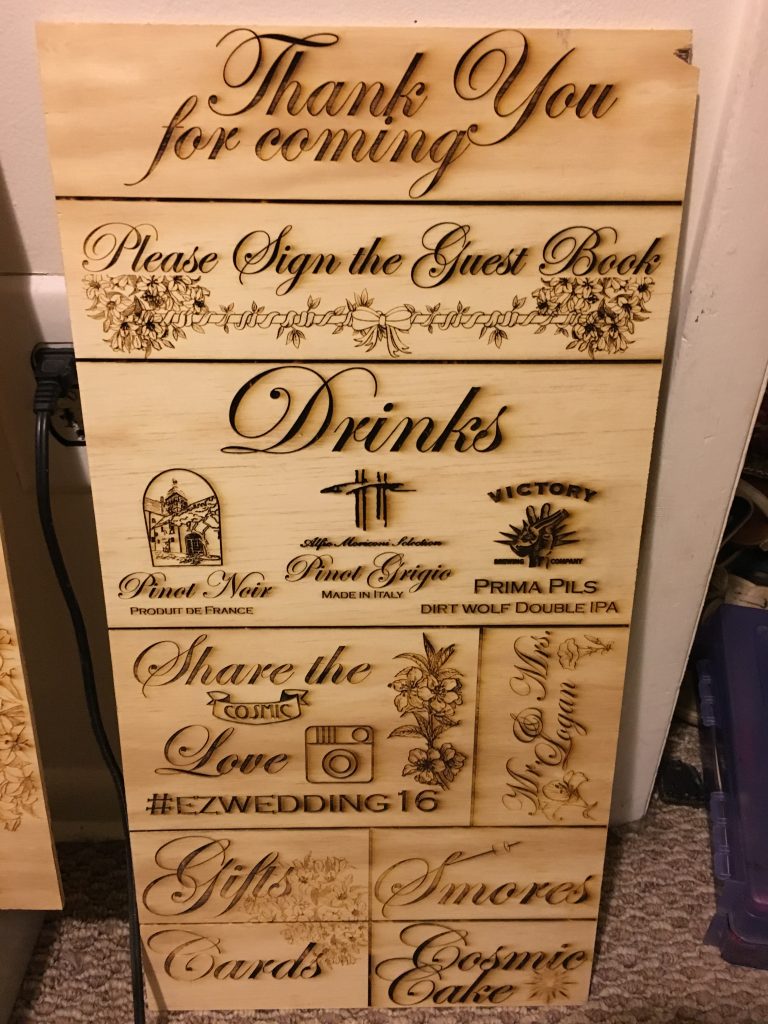 Thank You
for coming
Please Sign the Guest Book
Drinks
Pinot Noir
PRODUIT DE FRANCE
Alfio Moriconi Selection
Pinot Grigio
MADE IN ITALY
VICTORY
BREWING COMPANY
PRIMA PILS
DIRT WOLF DOUBLE IPA
Share the
COSMIC
Love
#EZWEDDING16
Mr & Mrs.
Logan
Gifts
Smores
Cards
Cosmic
Cake